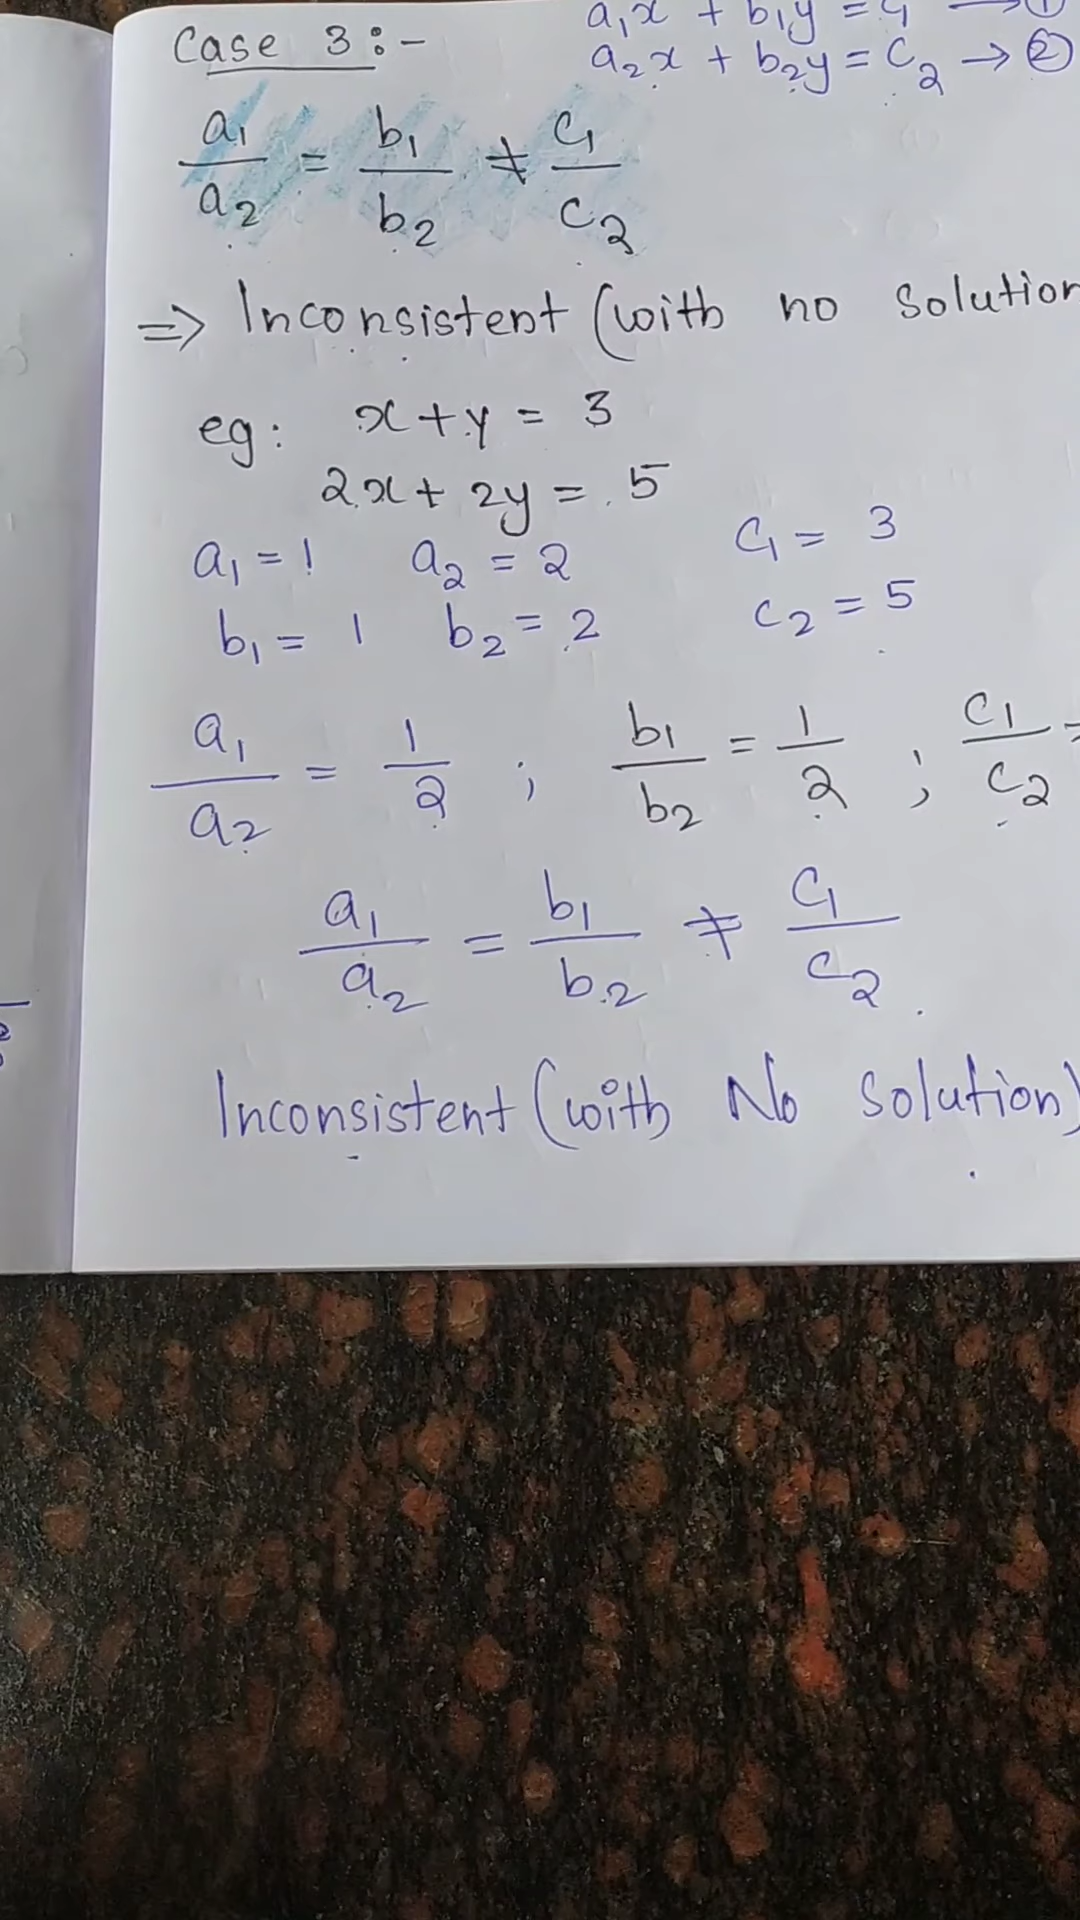 Case 3:-
a₁x + b₁y = c₁ → ①
a₂x + b₂y = c₂ → ②
a₁/a₂ = b₁/b₂ ≠ c₁/c₂
⇒ Inconsistent (with no solution
eg: x + y = 3
2x + 2y = 5
a₁ = 1 a₂ = 2 c₁ = 3
b₁ = 1 b₂ = 2 c₂ = 5
a₁/a₂ = 1/2 ; b₁/b₂ = 1/2 ; c₁/c₂ =
a₁/a₂ = b₁/b₂ ≠ c₁/c₂
Inconsistent (with No Solution)